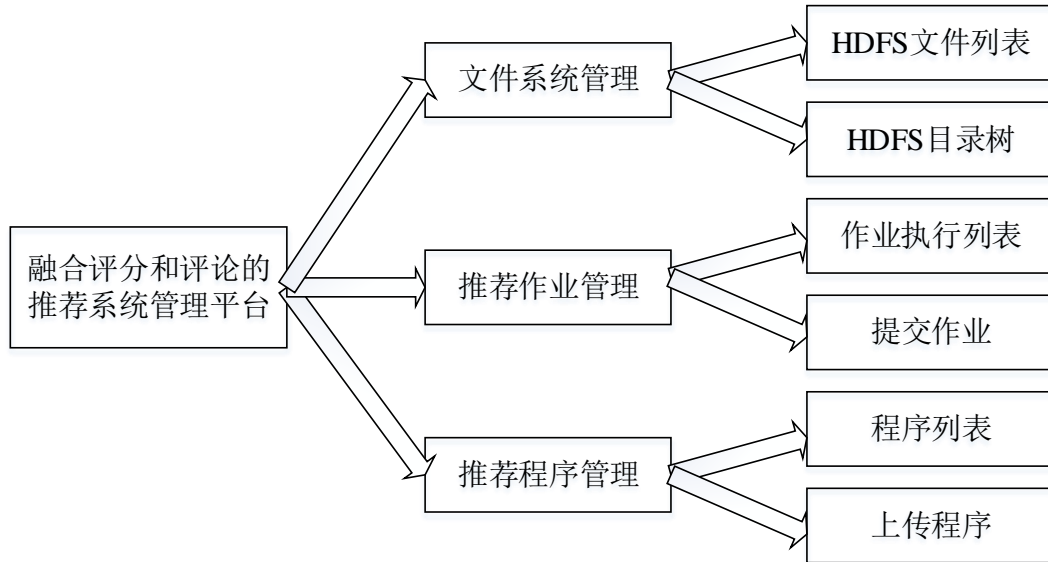 融合评分和评论的
推荐系统管理平台
文件系统管理
HDFS文件列表
HDFS目录树
推荐作业管理
作业执行列表
提交作业
推荐程序管理
程序列表
上传程序